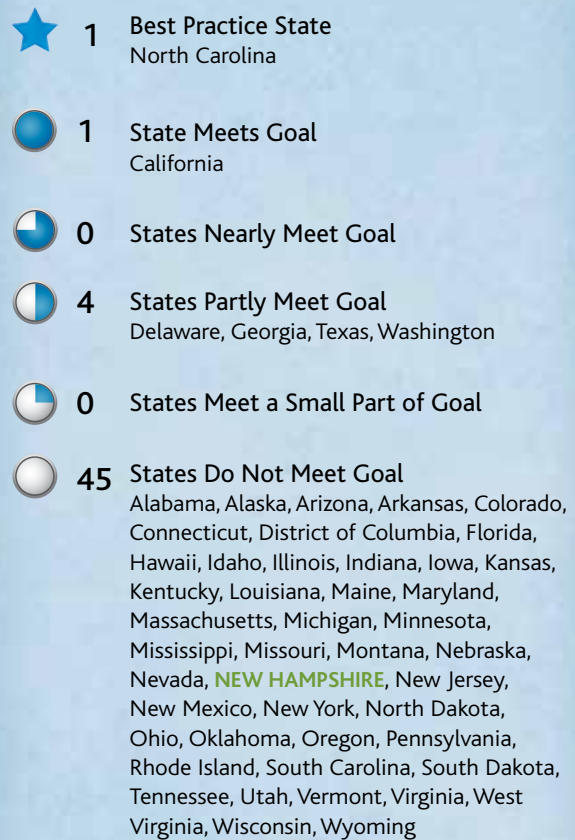 1 Best Practice State
North Carolina
1 State Meets Goal
California
0 States Nearly Meet Goal
4 States Partly Meet Goal
Delaware, Georgia, Texas, Washington
0 States Meet a Small Part of Goal
45 States Do Not Meet Goal
Alabama, Alaska, Arizona, Arkansas, Colorado,
Connecticut, District of Columbia, Florida,
Hawaii, Idaho, Illinois, Indiana, Iowa, Kansas,
Kentucky, Louisiana, Maine, Maryland,
Massachusetts, Michigan, Minnesota,
Mississippi, Missouri, Montana, Nebraska,
Nevada, NEW HAMPSHIRE, New Jersey,
New Mexico, New York, North Dakota,
Ohio, Oklahoma, Oregon, Pennsylvania,
Rhode Island, South Carolina, South Dakota,
Tennessee, Utah, Vermont, Virginia, West
Virginia, Wisconsin, Wyoming